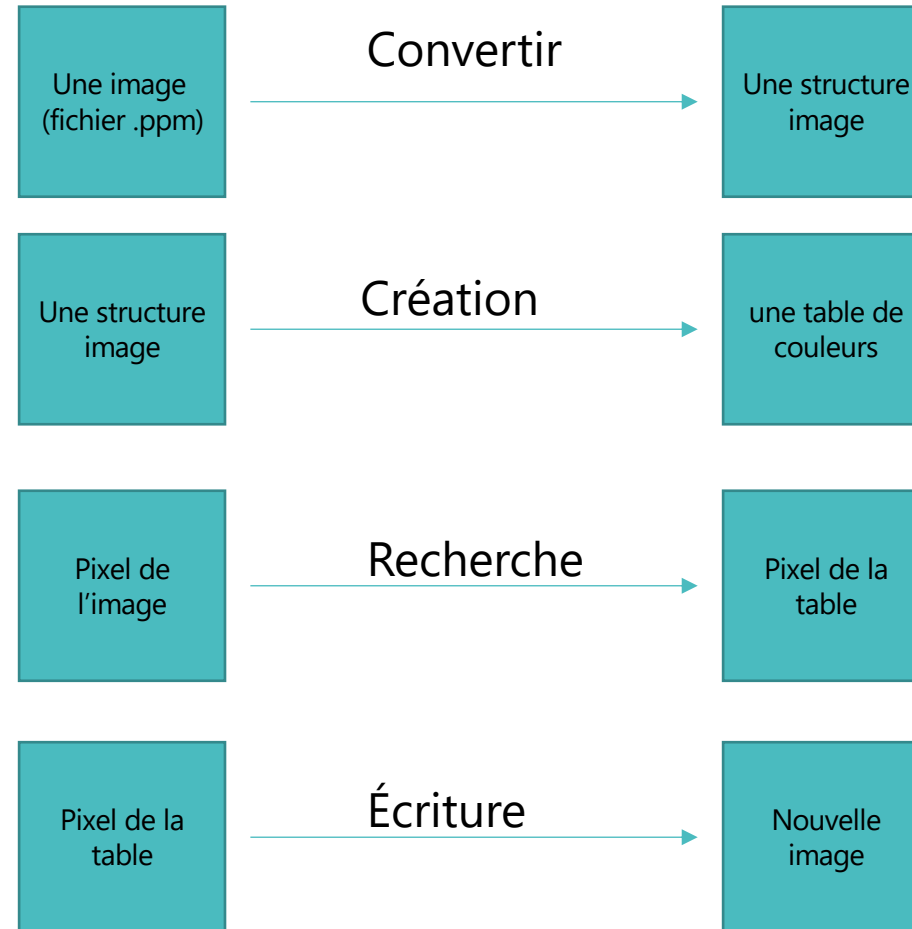 Une image
(fichier .ppm)
Convertir
Une structure
image
Une structure
image
Création
une table de
couleurs
Pixel de
l’image
Recherche
Pixel de la
table
Pixel de la
table
Écriture
Nouvelle
image